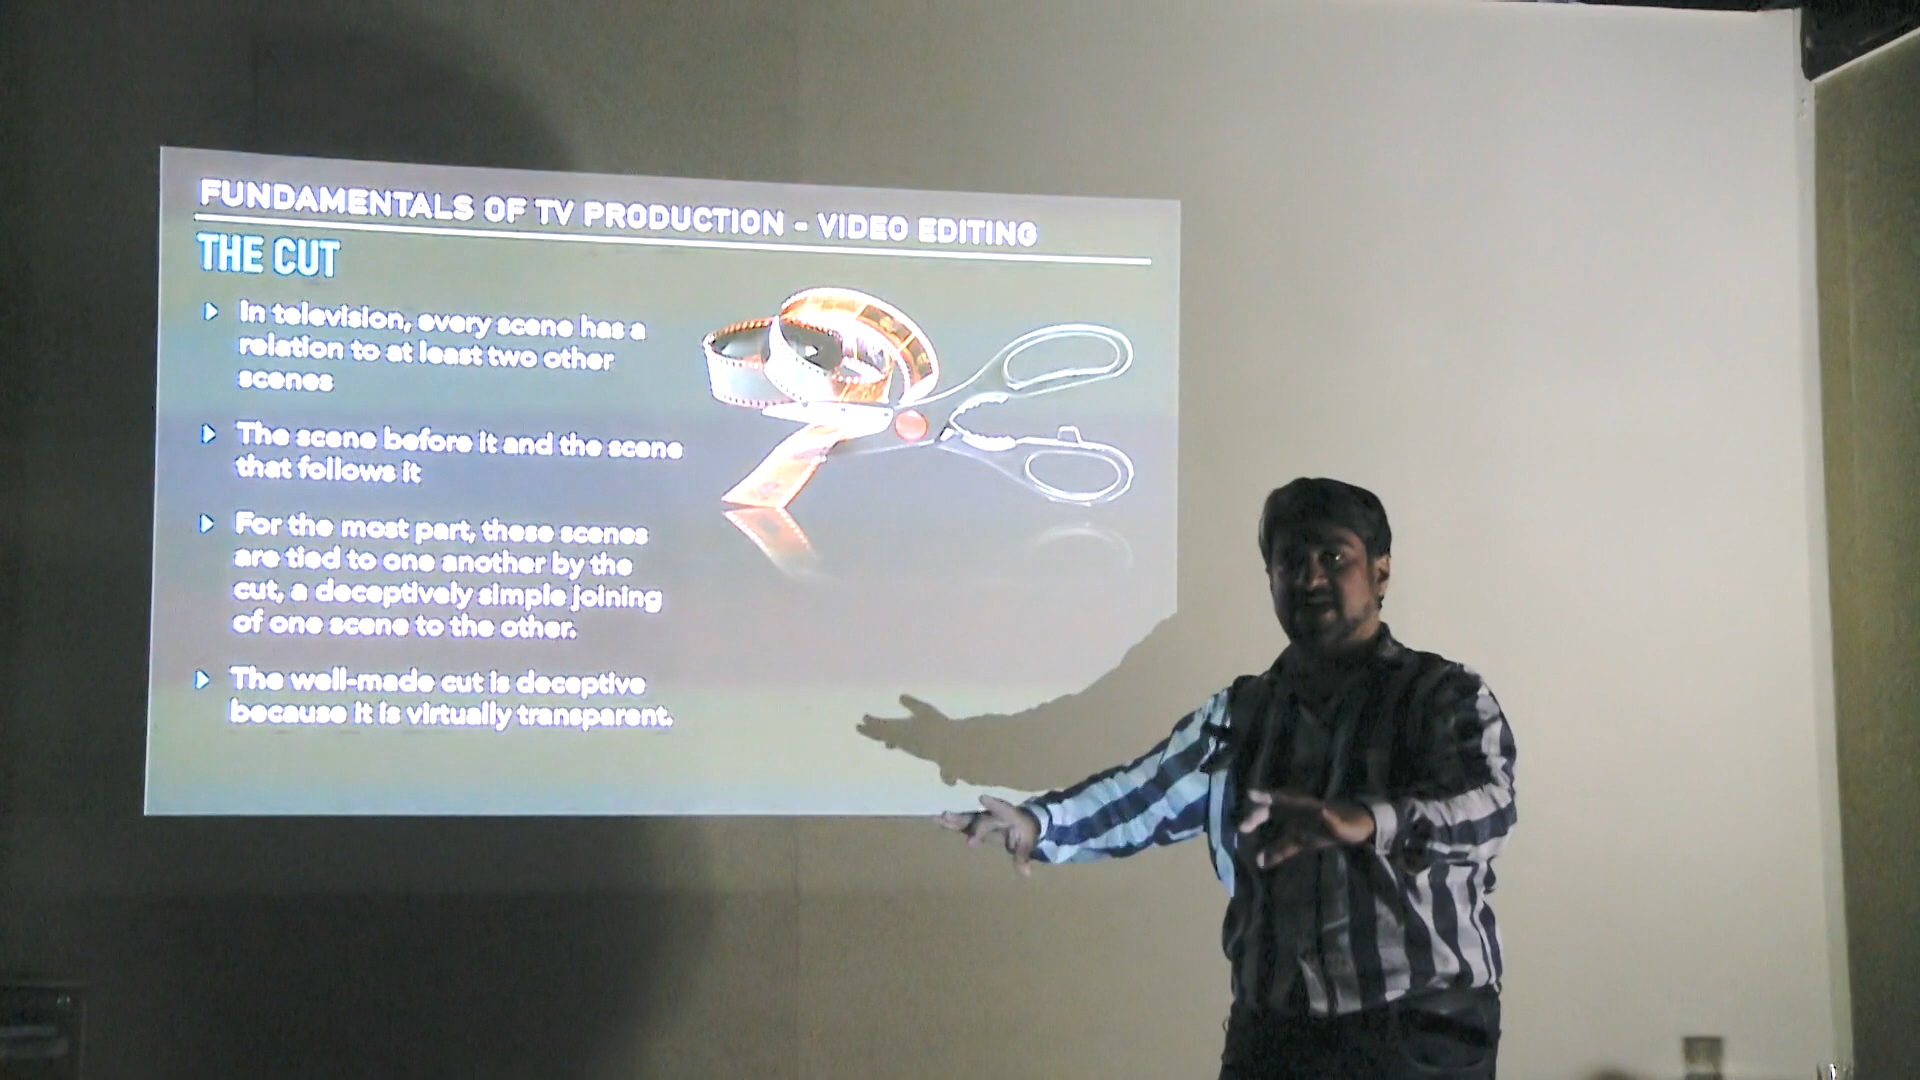 FUNDAMENTALS OF TV PRODUCTION - VIDEO EDITING
THE CUT
In television, every scene has a
relation to at least two other
scenes
The scene before it and the scene
that follows it
For the most part, these scenes
are tied to one another by the
cut, a deceptively simple joining
of one scene to the other.
The well-made cut is deceptive
because it is virtually transparent.